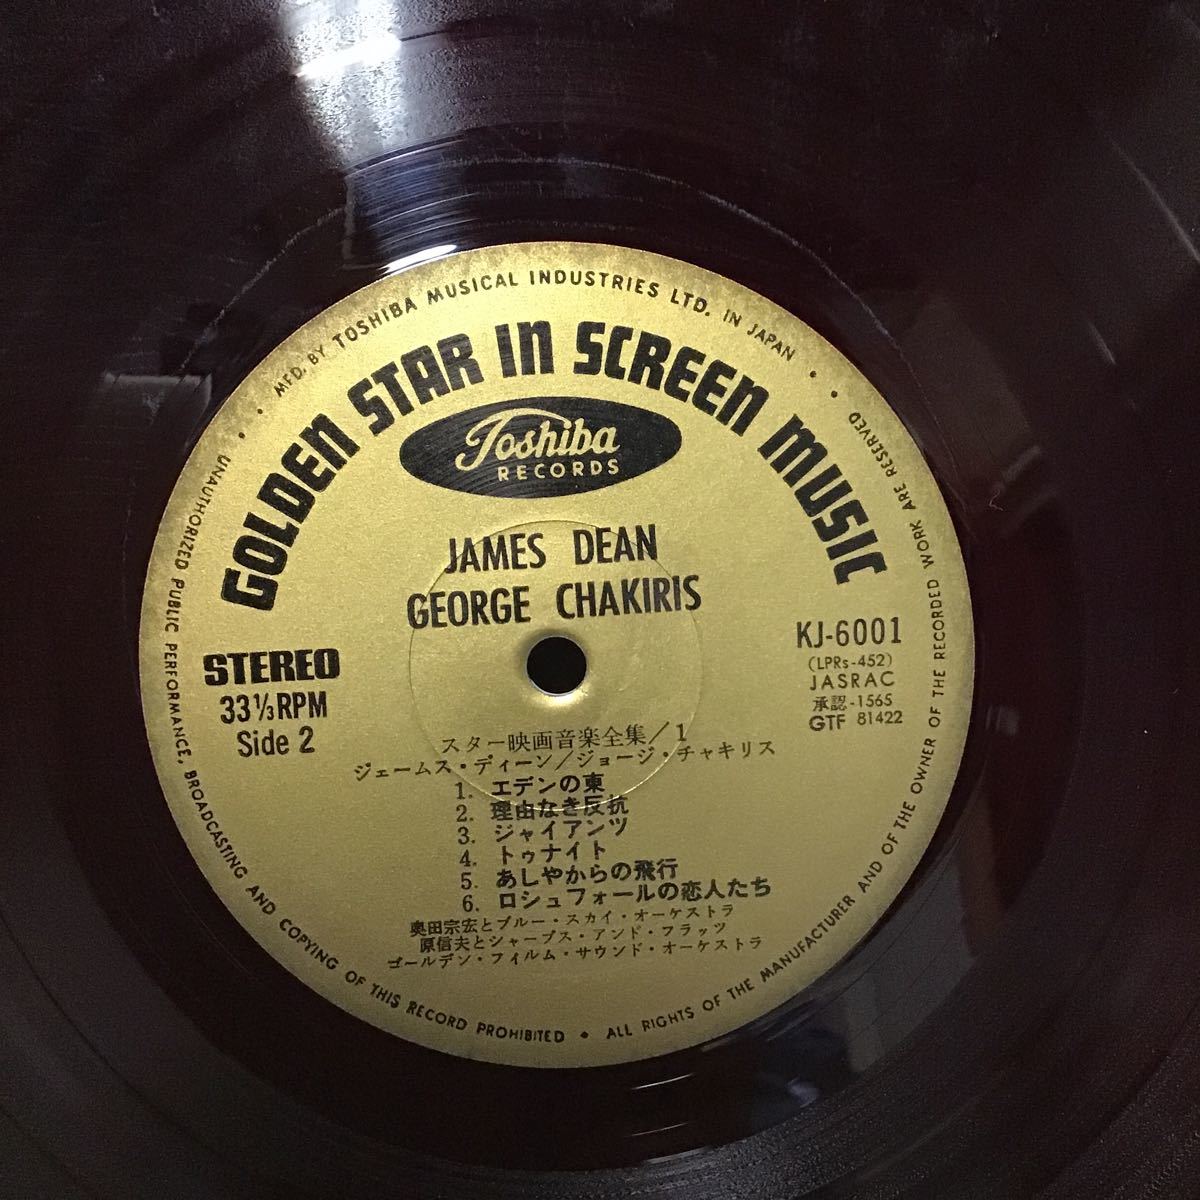 MFD. BY TOSHIBA MUSICAL INDUSTRIES LTD. IN JAPAN
GOLDEN STAR IN SCREEN MUSIC
Toshiba
RECORDS
JAMES DEAN
GEORGE CHAKIRIS
STEREO
33⅓RPM
Side 2
KJ-6001
(LPRs-452)
JASRAC
承認-1565
GTF 81422
スター映画音楽全集/1
ジェームス・ディーン/ジョージ・チャキリス
1. エデンの東
2. 理由なき反抗
3. ジャイアンツ
4. トゥナイト
5. あしやからの飛行
6. ロシュフォールの恋人たち
奥田宗宏とブルー・スカイ・オーケストラ
原信夫とシャープス・アンド・フラッツ
ゴールデン・フィルム・サウンド・オーケストラ
UNAUTHORIZED PUBLIC PERFORMANCE, BROADCASTING AND COPYING OF THIS RECORD PROHIBITED • ALL RIGHTS OF THE MANUFACTURER AND OF THE OWNER OF THE RECORDED WORK ARE RESERVED